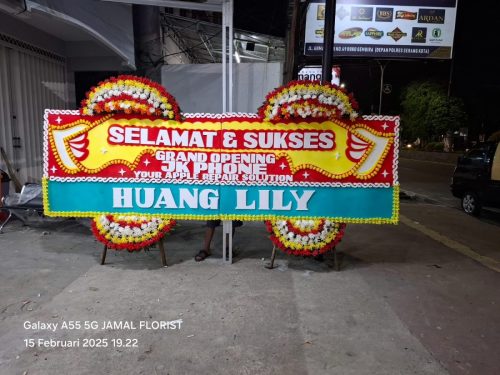 SELAMAT & SUKSES
GRAND OPENING
JK PHONE
YOUR APPLE REPAIR SOLUTION
HUANG LILY
ARDAN
Galaxy A55 5G JAMAL FLORIST
15 Februari 2025 19.22